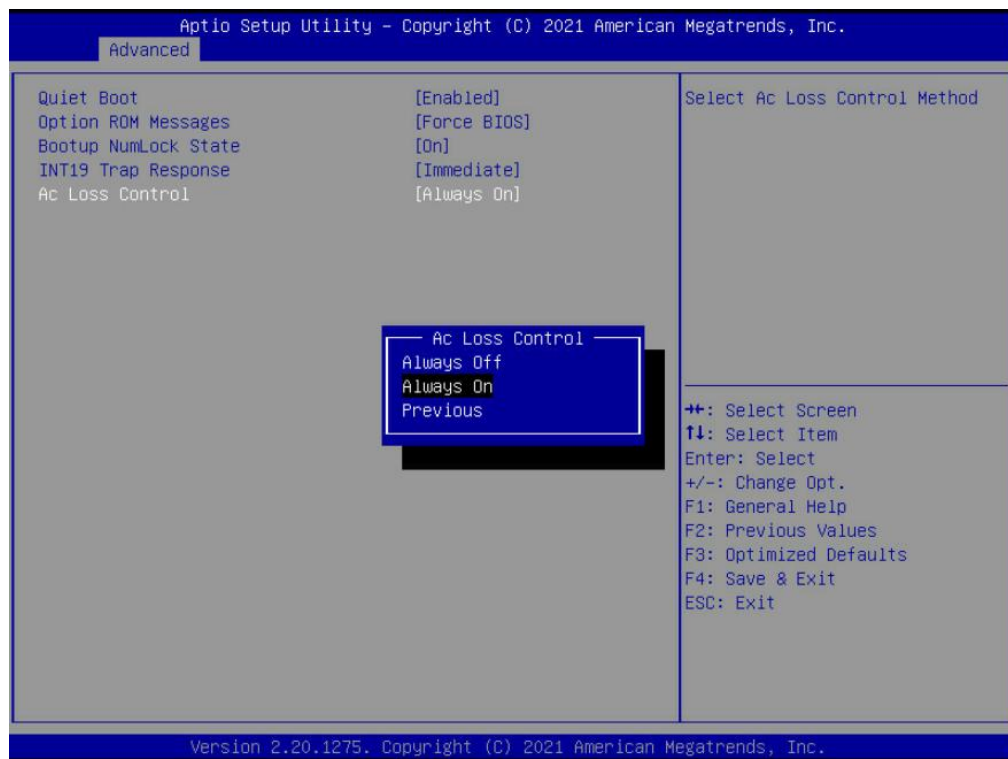 Aptio Setup Utility – Copyright (C) 2021 American Megatrends, Inc.
Advanced
Quiet Boot [Enabled]
Option ROM Messages [Force BIOS]
Bootup NumLock State [On]
INT19 Trap Response [Immediate]
Ac Loss Control [Always On]
Select Ac Loss Control Method
Ac Loss Control
Always Off
Always On
Previous
→←: Select Screen
↑↓: Select Item
Enter: Select
+/-: Change Opt.
F1: General Help
F2: Previous Values
F3: Optimized Defaults
F4: Save & Exit
ESC: Exit
Version 2.20.1275. Copyright (C) 2021 American Megatrends, Inc.